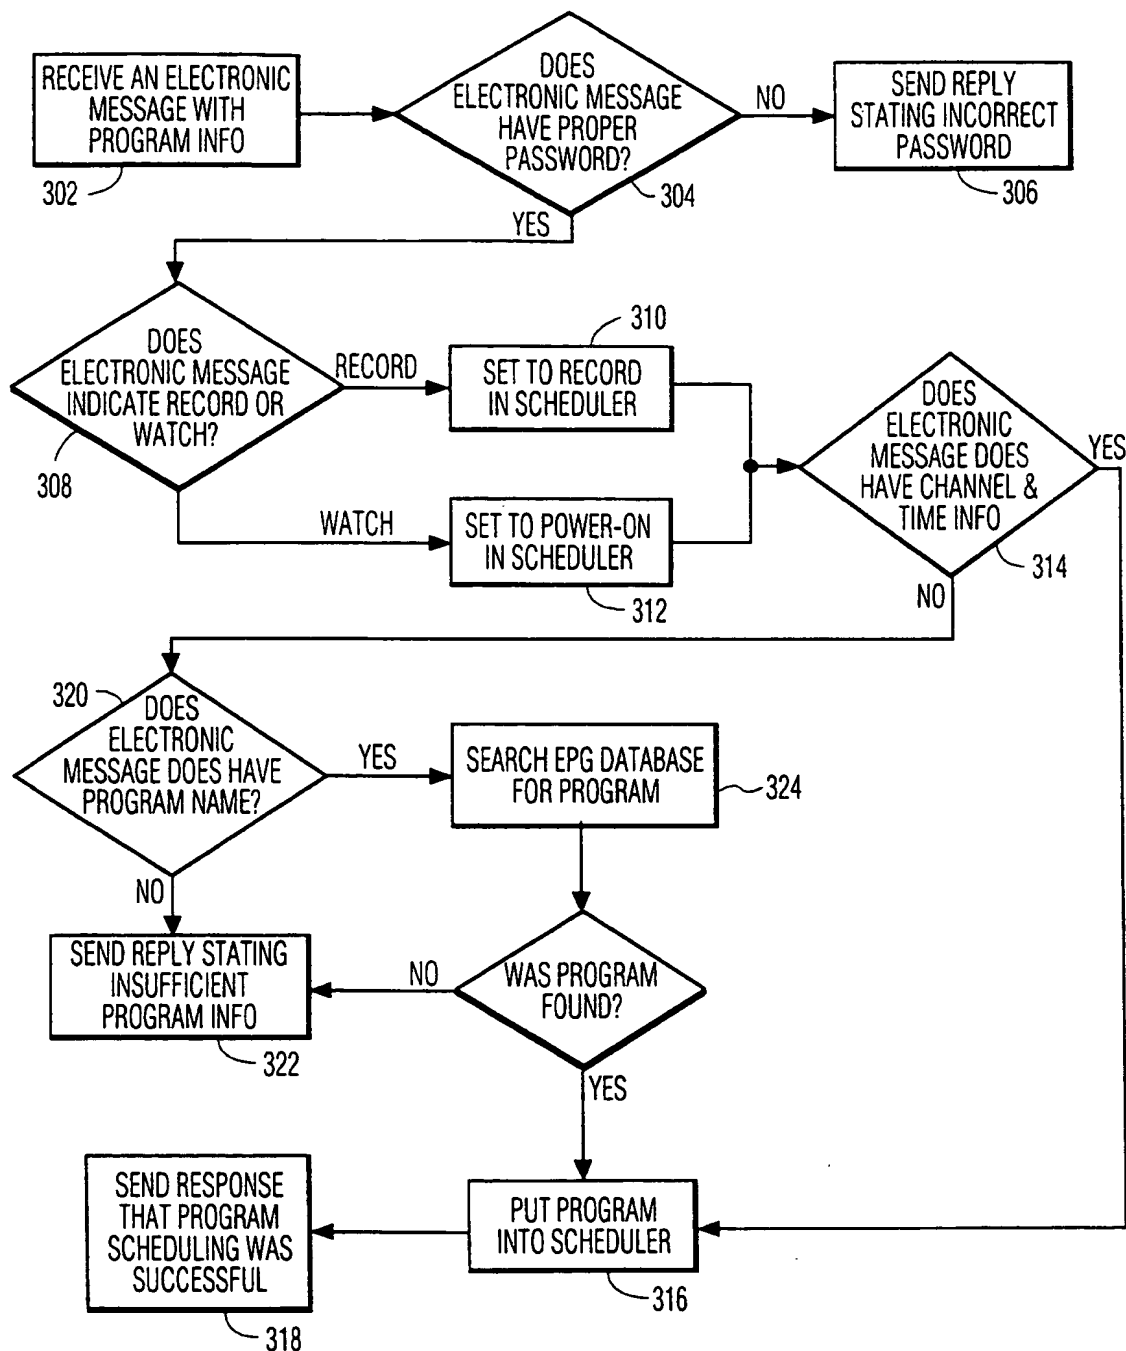 RECEIVE AN ELECTRONIC
MESSAGE WITH
PROGRAM INFO
302
DOES
ELECTRONIC MESSAGE
HAVE PROPER
PASSWORD?
304
NO
SEND REPLY
STATING INCORRECT
PASSWORD
306
YES
DOES
ELECTRONIC MESSAGE
INDICATE RECORD OR
WATCH?
308
RECORD
310
SET TO RECORD
IN SCHEDULER
WATCH
SET TO POWER-ON
IN SCHEDULER
312
DOES
ELECTRONIC
MESSAGE DOES
HAVE CHANNEL &
TIME INFO
314
YES
NO
320
DOES
ELECTRONIC
MESSAGE DOES HAVE
PROGRAM NAME?
YES
SEARCH EPG DATABASE
FOR PROGRAM
324
NO
SEND REPLY STATING
INSUFFICIENT
PROGRAM INFO
322
NO
WAS PROGRAM
FOUND?
YES
PUT PROGRAM
INTO SCHEDULER
316
SEND RESPONSE
THAT PROGRAM
SCHEDULING WAS
SUCCESSFUL
318